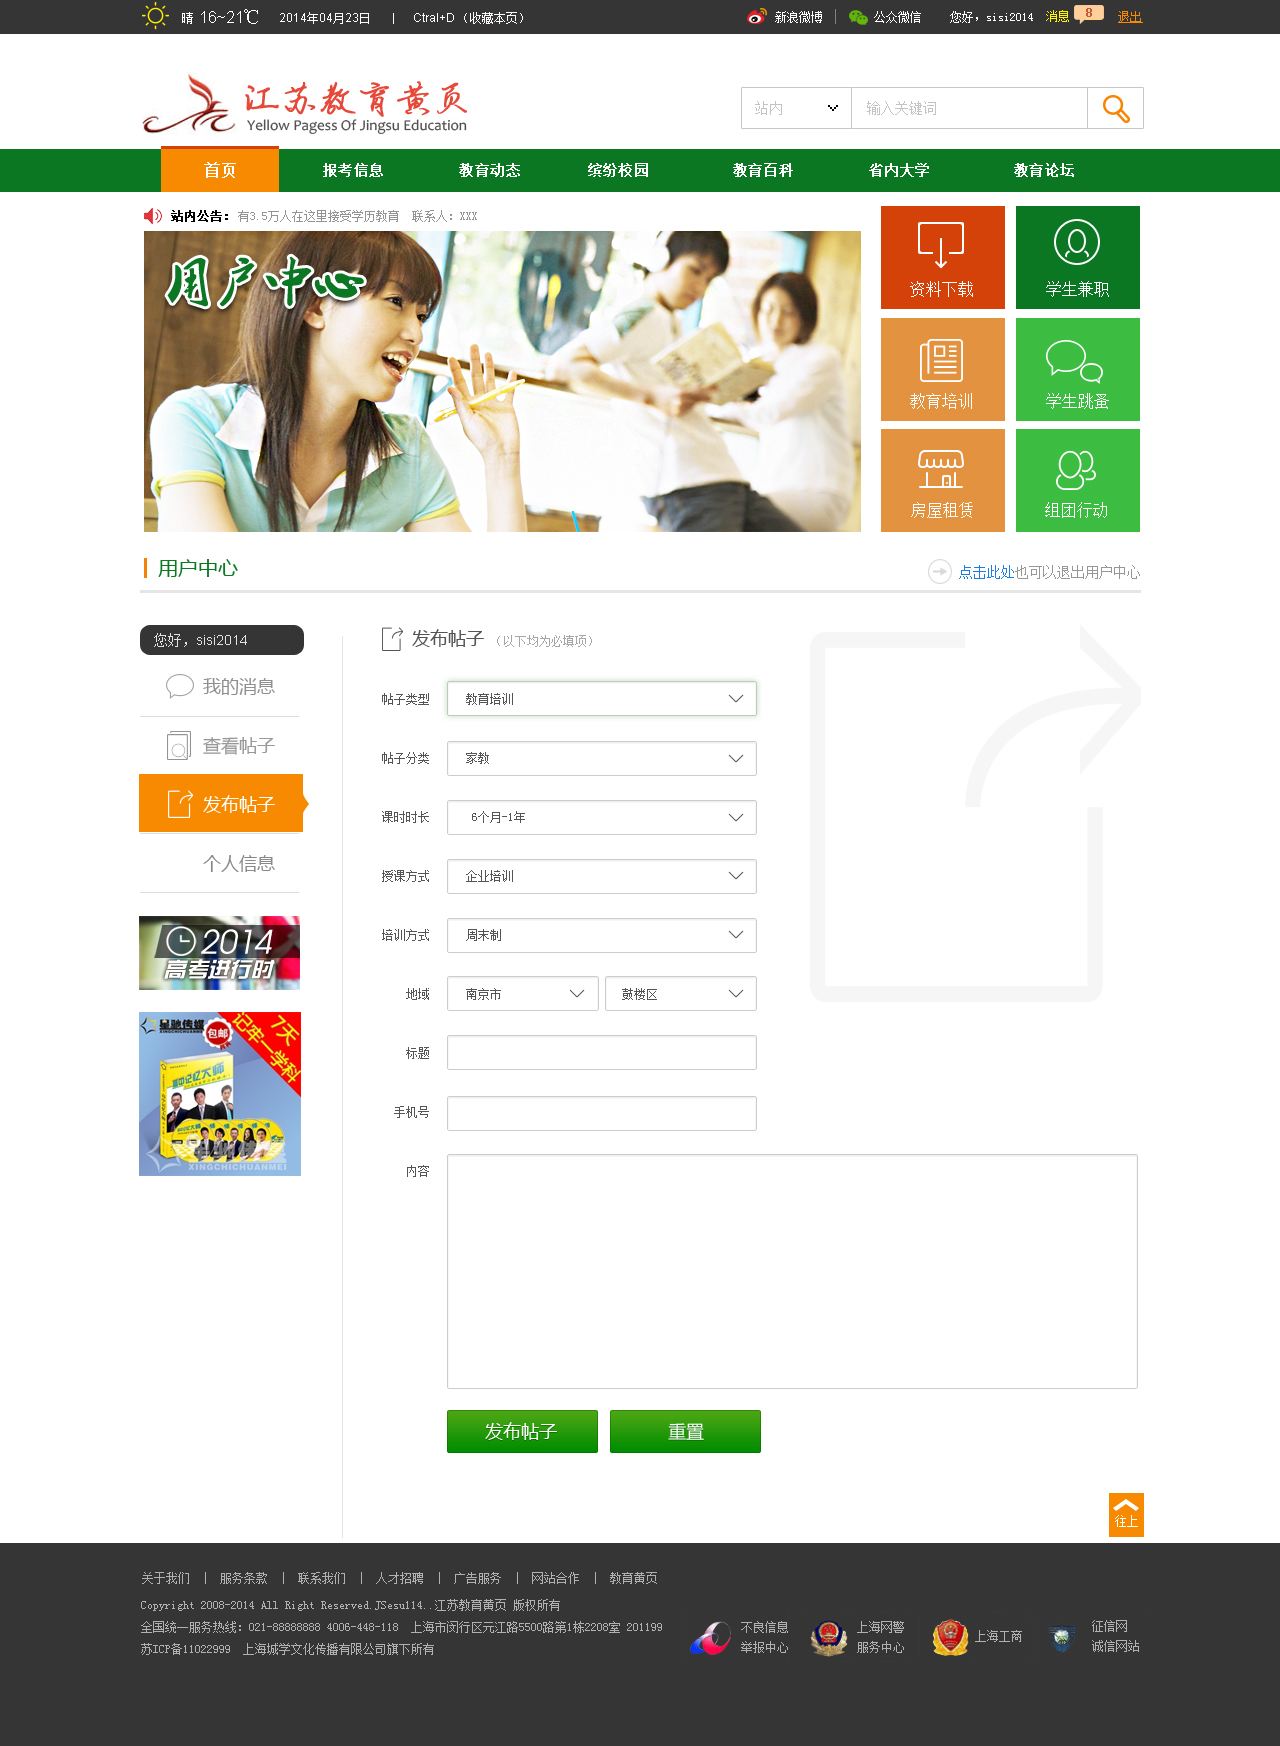 晴 16~21℃ 2014年04月23日 | Ctral+D（收藏本页） 新浪微博 | 公众微信 您好，sisi2014 消息 8 退出
江苏教育黄页
Yellow Pagess Of Jingsu Education
站内 输入关键词
首页 报考信息 教育动态 缤纷校园 教育百科 省内大学 教育论坛
站内公告： 有3.5万人在这里接受学历教育 联系人：XXX
用户中心
资料下载 学生兼职
教育培训 学生跳蚤
房屋租赁 组团行动
用户中心
点击此处也可以退出用户中心
您好，sisi2014
我的消息
查看帖子
发布帖子
个人信息
2014
高考进行时
星驰传媒
XINGCHICHUANMEI
包邮
7天
记牢一学科
集中记忆大师
XINGCHICHUANMEI
发布帖子 （以下均为必填项）
帖子类型 教育培训
帖子分类 家教
课时时长 6个月-1年
授课方式 企业培训
培训方式 周末制
地域 南京市 鼓楼区
标题
手机号
内容
发布帖子 重置
往上
关于我们 | 服务条款 | 联系我们 | 人才招聘 | 广告服务 | 网站合作 | 教育黄页
Copyright 2008-2014 All Right Reserved.JSesu114..江苏教育黄页 版权所有
全国统一服务热线：021-88888888 4006-448-118 上海市闵行区元江路5500路第1栋2208室 201199
苏ICP备11022999 上海城学文化传播有限公司旗下所有
不良信息
举报中心
上海网警
服务中心
上海工商
征信网
诚信网站